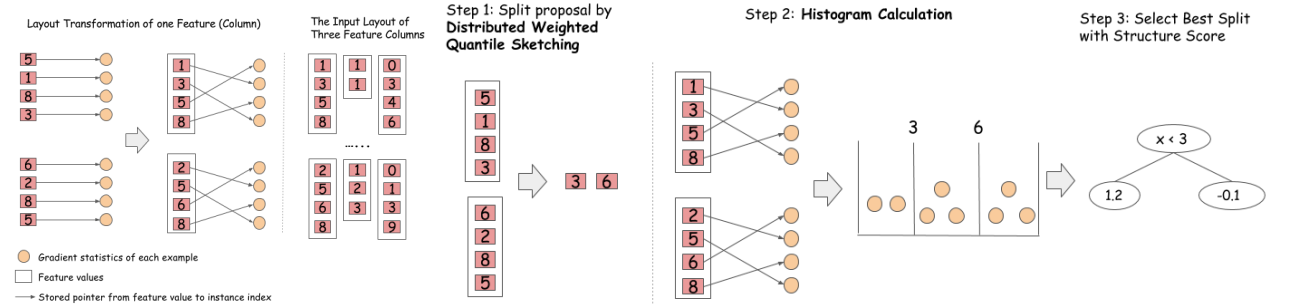 Layout Transformation of one Feature (Column)
5
1
8
3
6
2
8
5
1
3
5
8
2
5
6
8
Gradient statistics of each example
Feature values
Stored pointer from feature value to instance index
The Input Layout of
Three Feature Columns
1 1 0
3 1 3
5 4
8 6
......
2 1 0
5 2 1
6 3 3
8 9
Step 1: Split proposal by
Distributed Weighted
Quantile Sketching
5
1
8
3
6
2
8
5
3 6
Step 2: Histogram Calculation
1
3
5
8
2
5
6
8
3 6
Step 3: Select Best Split
with Structure Score
x < 3
1.2 -0.1